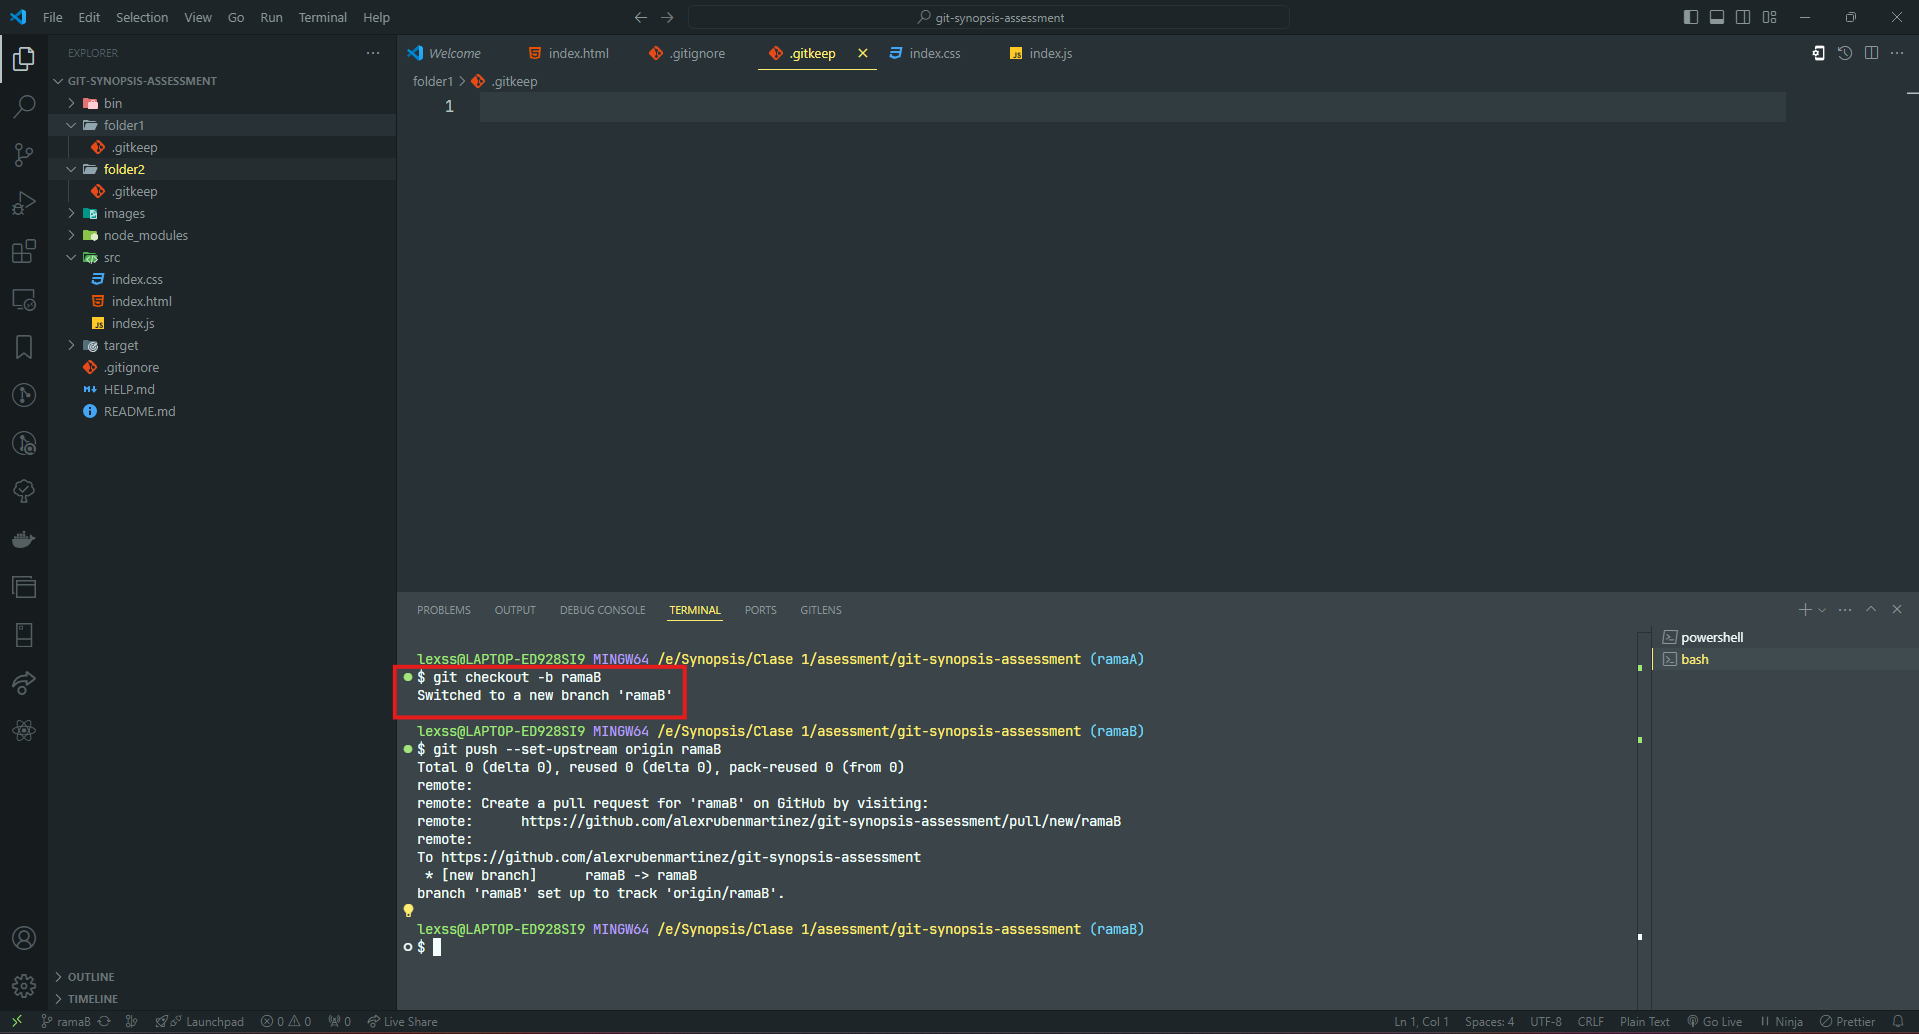 File Edit Selection View Go Run Terminal Help
git-synopsis-assessment
EXPLORER
GIT-SYNOPSIS-ASSESSMENT
bin
folder1
.gitkeep
folder2
.gitkeep
images
node_modules
src
index.css
index.html
index.js
target
.gitignore
HELP.md
README.md
OUTLINE
TIMELINE
Welcome index.html .gitignore .gitkeep index.css index.js
folder1 > .gitkeep
1
PROBLEMS OUTPUT DEBUG CONSOLE TERMINAL PORTS GITLENS
powershell
bash
lexss@LAPTOP-ED928SI9 MINGW64 /e/Synopsis/Clase 1/asessment/git-synopsis-assessment (ramaA)
$ git checkout -b ramaB
Switched to a new branch 'ramaB'
lexss@LAPTOP-ED928SI9 MINGW64 /e/Synopsis/Clase 1/asessment/git-synopsis-assessment (ramaB)
$ git push --set-upstream origin ramaB
Total 0 (delta 0), reused 0 (delta 0), pack-reused 0 (from 0)
remote:
remote: Create a pull request for 'ramaB' on GitHub by visiting:
remote:      https://github.com/alexrubenmartinez/git-synopsis-assessment/pull/new/ramaB
remote:
To https://github.com/alexrubenmartinez/git-synopsis-assessment
 * [new branch]      ramaB -> ramaB
branch 'ramaB' set up to track 'origin/ramaB'.
lexss@LAPTOP-ED928SI9 MINGW64 /e/Synopsis/Clase 1/asessment/git-synopsis-assessment (ramaB)
$
ramaB Launchpad 0 0 0 Live Share Ln 1, Col 1 Spaces: 4 UTF-8 CRLF Plain Text Go Live Ninja Prettier